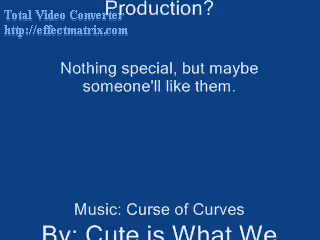 Production?
Total Video Converter
http://effectmatrix.com
Nothing special, but maybe
someone'll like them.
Music: Curse of Curves
By: Cute is What We